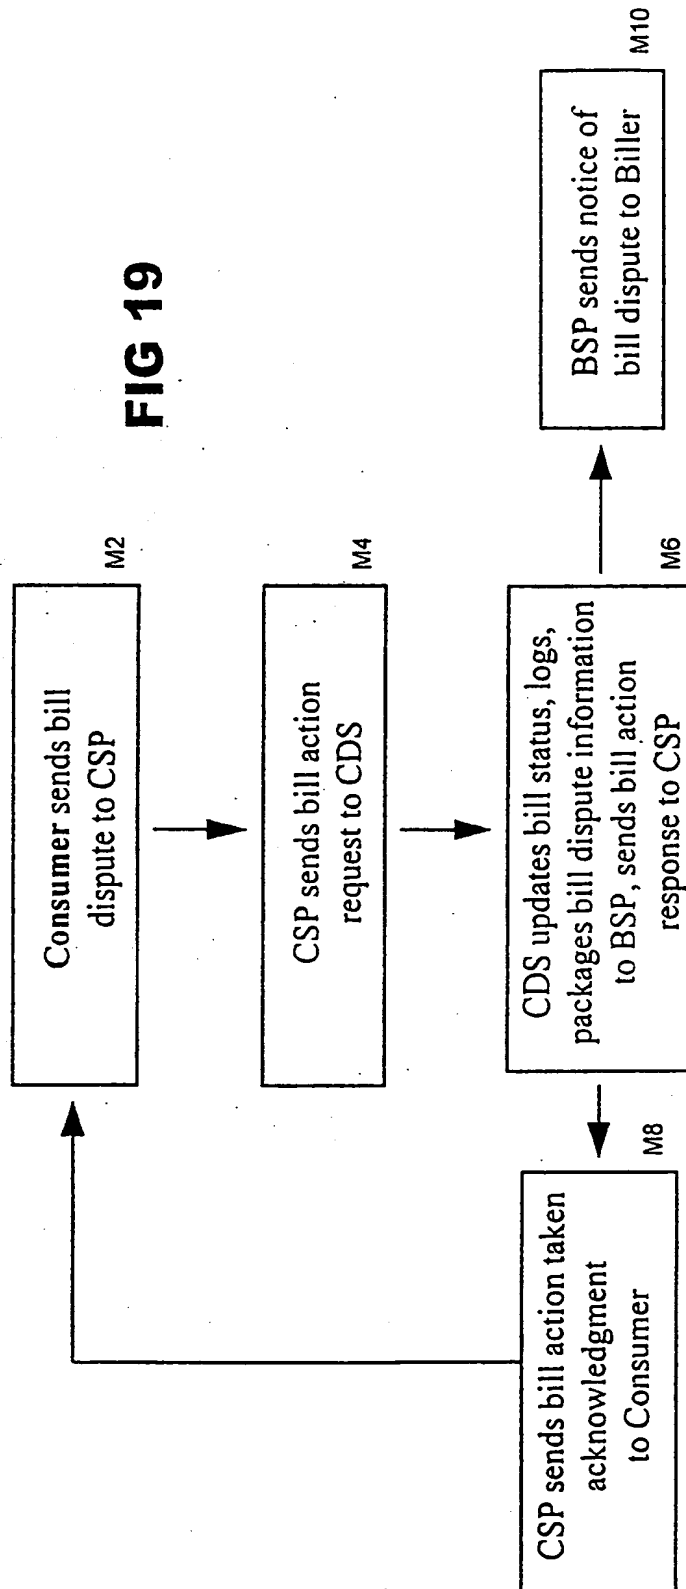 FIG 19
Consumer sends bill
dispute to CSP
M2
CSP sends bill action
request to CDS
M4
CDS updates bill status, logs,
packages bill dispute information
to BSP, sends bill action
response to CSP
M6
CSP sends bill action taken
acknowledgment
to Consumer
M8
BSP sends notice of
bill dispute to Biller
M10